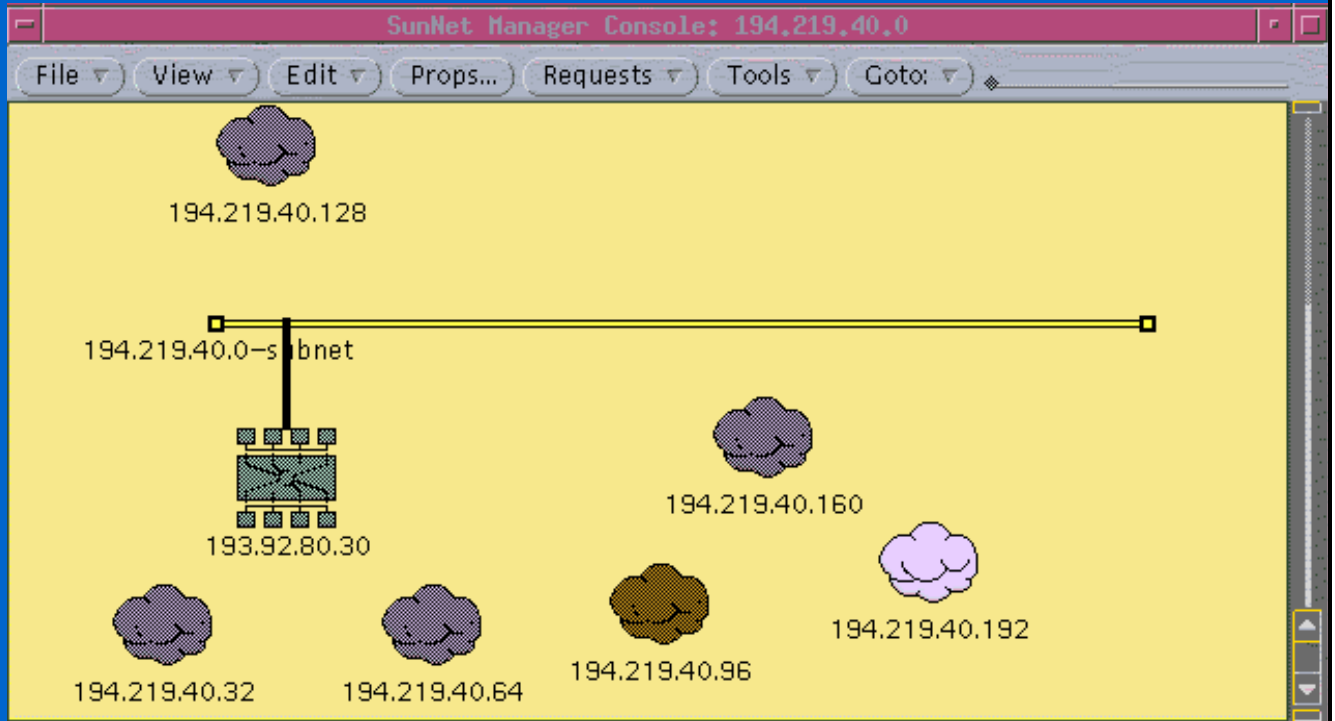 SunNet Manager Console: 194.219.40.0
File View Edit Props... Requests Tools Goto:
194.219.40.128
194.219.40.0-subnet
193.92.80.30
194.219.40.160
194.219.40.192
194.219.40.96
194.219.40.32
194.219.40.64